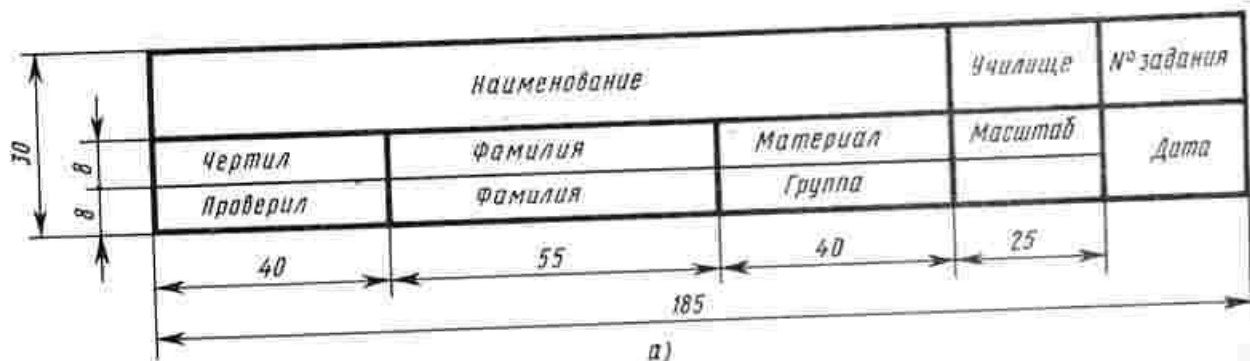 Наименование
Училище
№ задания
30
8
Чертил
Фамилия
Материал
Масштаб
Дата
8
Проверил
Фамилия
Группа
40
55
40
25
185
а)